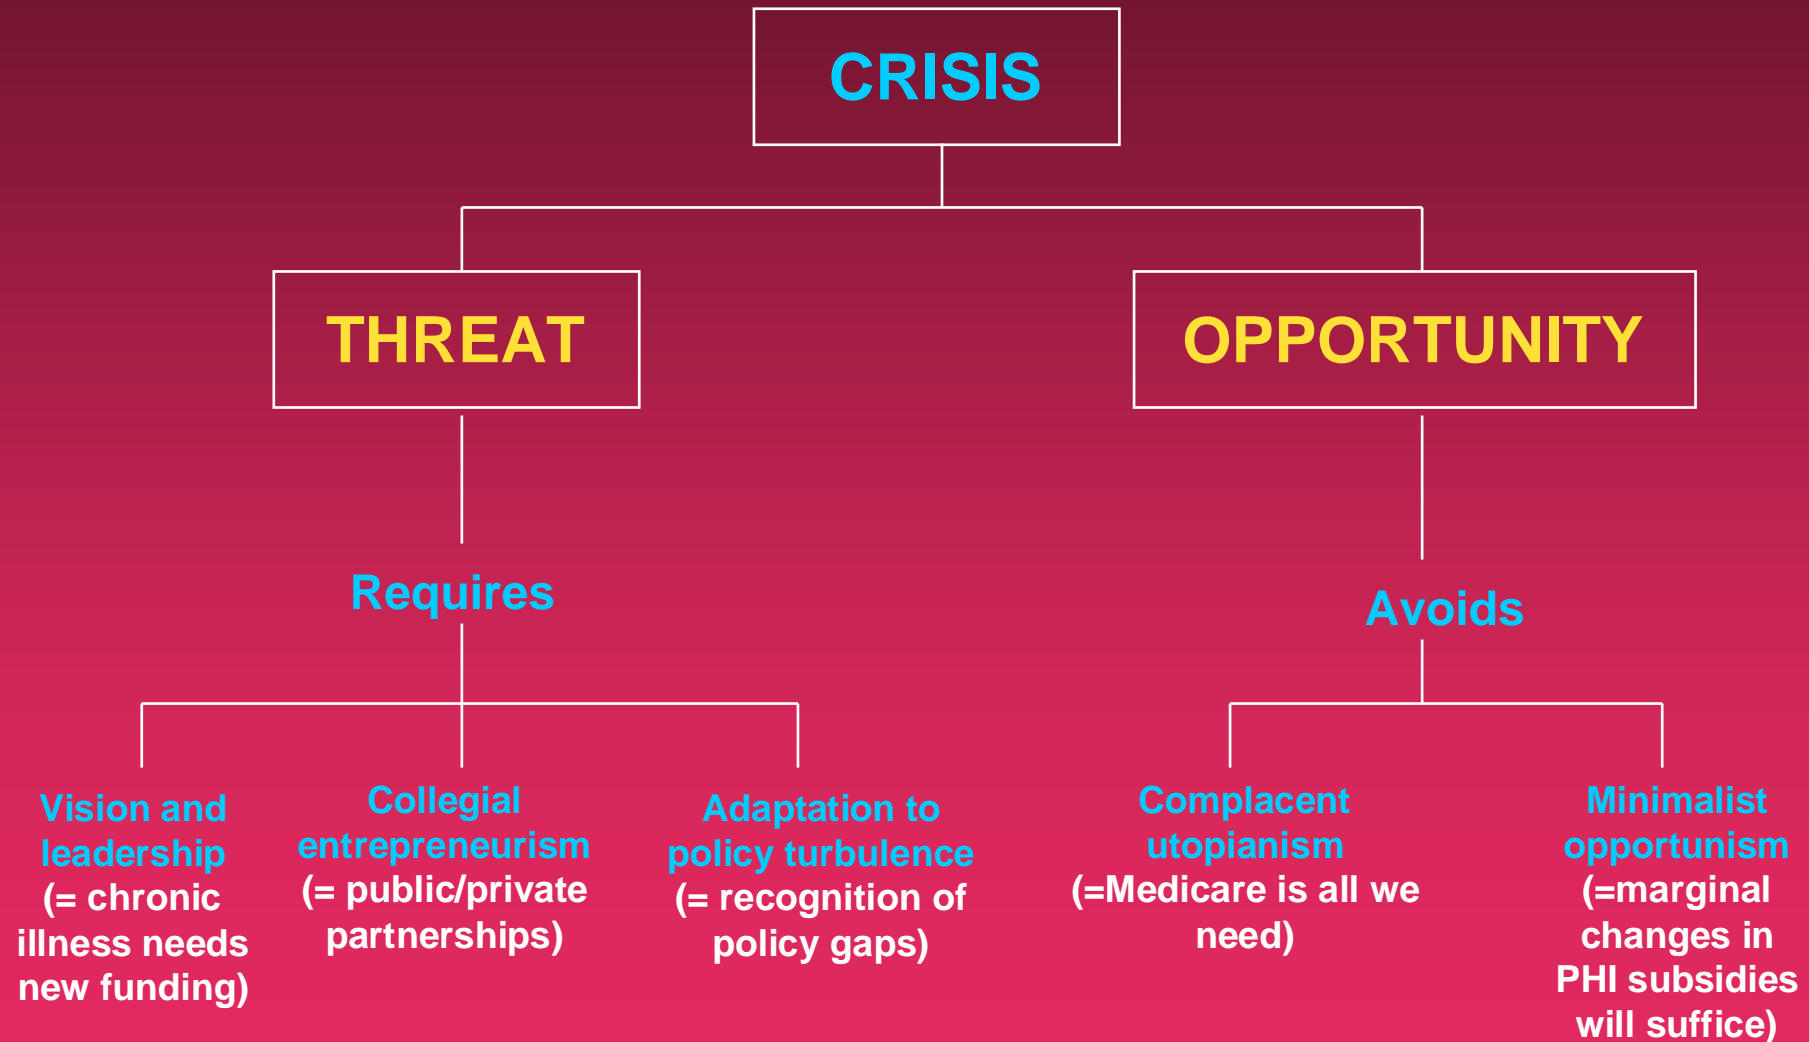 CRISIS
THREAT
OPPORTUNITY
Requires
Avoids
Vision and
leadership
(= chronic
illness needs
new funding)
Collegial
entrepreneurism
(= public/private
partnerships)
Adaptation to
policy turbulence
(= recognition of
policy gaps)
Complacent
utopianism
(=Medicare is all we
need)
Minimalist
opportunism
(=marginal
changes in
PHI subsidies
will suffice)